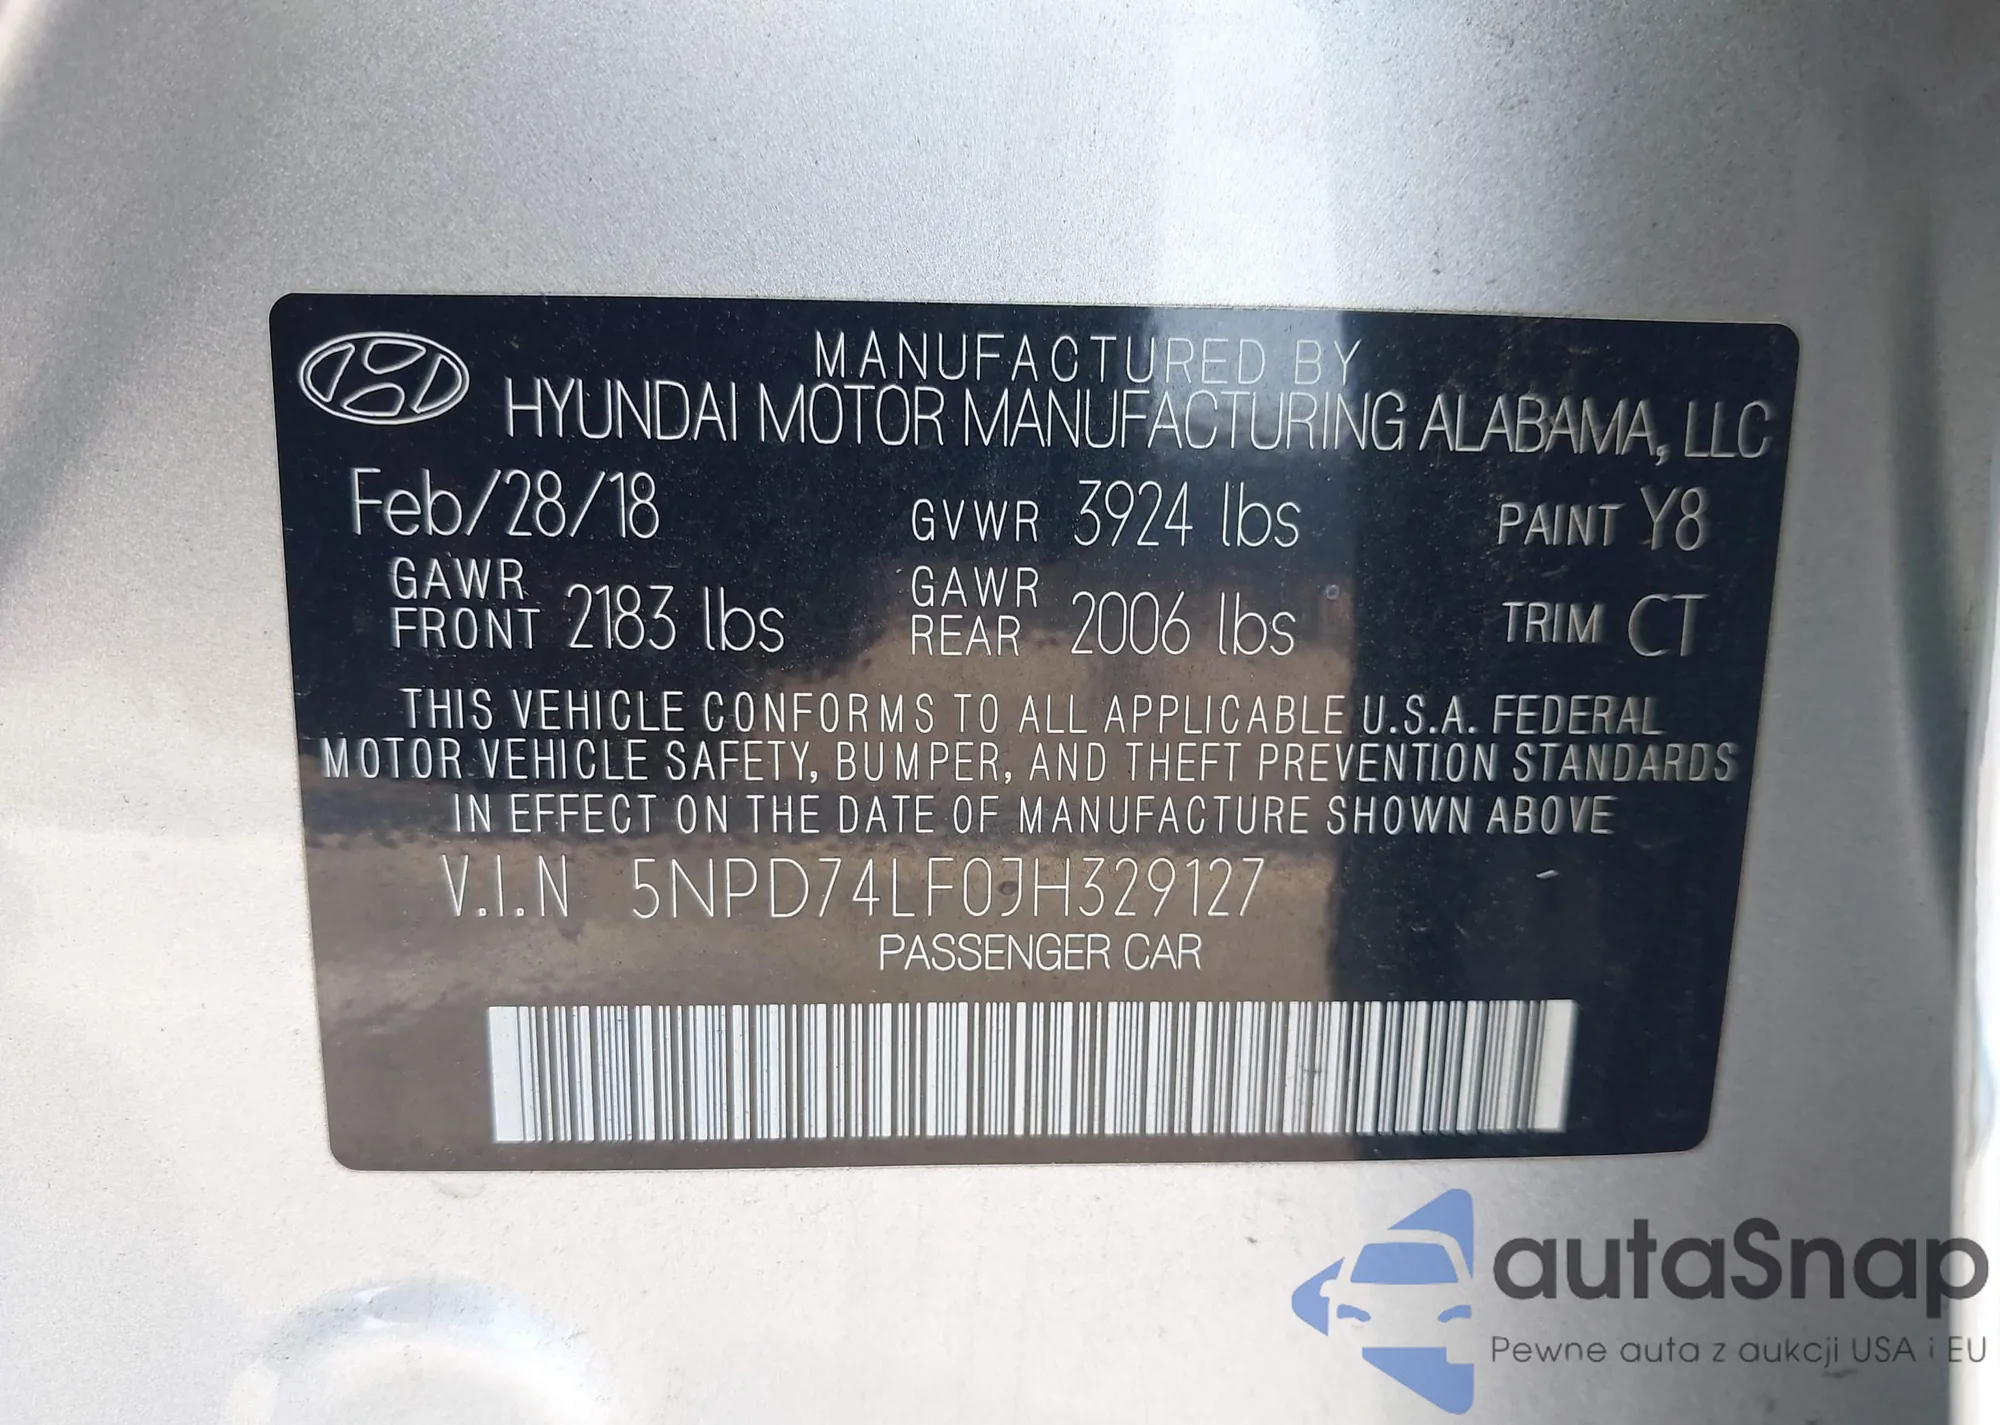 MANUFACTURED BY
HYUNDAI MOTOR MANUFACTURING ALABAMA, LLC
Feb/28/18 GVWR 3924 lbs PAINT Y8
GAWR FRONT 2183 lbs GAWR REAR 2006 lbs TRIM CT
THIS VEHICLE CONFORMS TO ALL APPLICABLE U.S.A. FEDERAL
MOTOR VEHICLE SAFETY, BUMPER, AND THEFT PREVENTION STANDARDS
IN EFFECT ON THE DATE OF MANUFACTURE SHOWN ABOVE
V.I.N 5NPD74LF0JH329127
PASSENGER CAR
autaSnap
Pewne auta z aukcji USA i EU